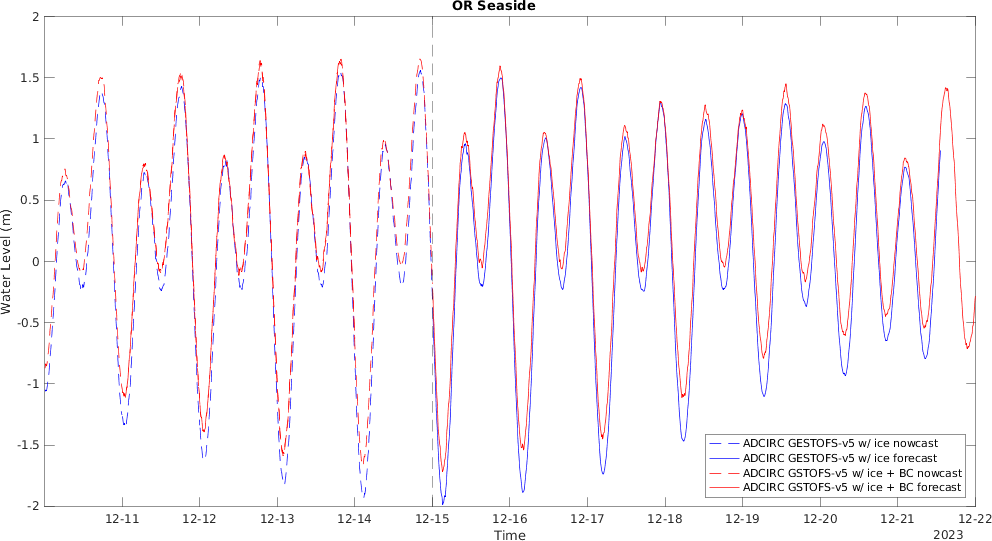 OR Seaside
Water Level (m)
2
1.5
1
0.5
0
-0.5
-1
-1.5
-2
ADCIRC GESTOFS-v5 w/ ice nowcast
ADCIRC GESTOFS-v5 w/ ice forecast
ADCIRC GSTOFS-v5 w/ ice + BC nowcast
ADCIRC GSTOFS-v5 w/ ice + BC forecast
12-11 12-12 12-13 12-14 12-15 12-16 12-17 12-18 12-19 12-20 12-21 12-22
Time
2023